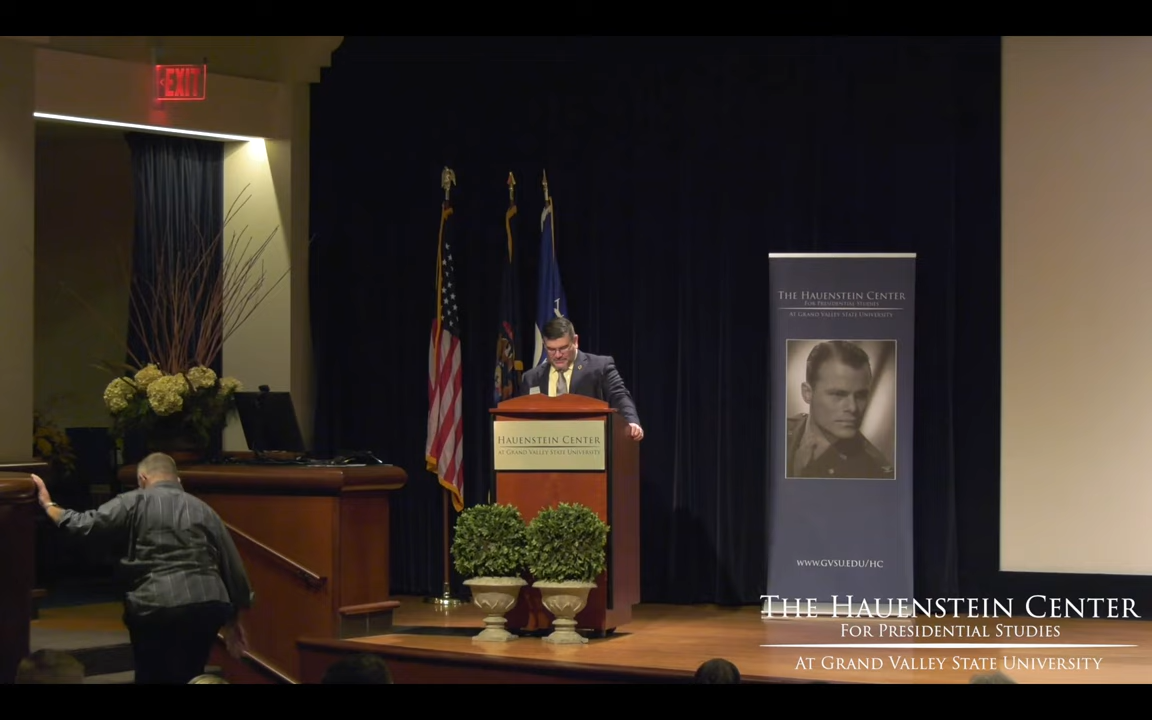 EXIT
The Hauenstein Center
For Presidential Studies
At Grand Valley State University
Hauenstein Center
at Grand Valley State University
www.gvsu.edu/hc
The Hauenstein Center
For Presidential Studies
At Grand Valley State University